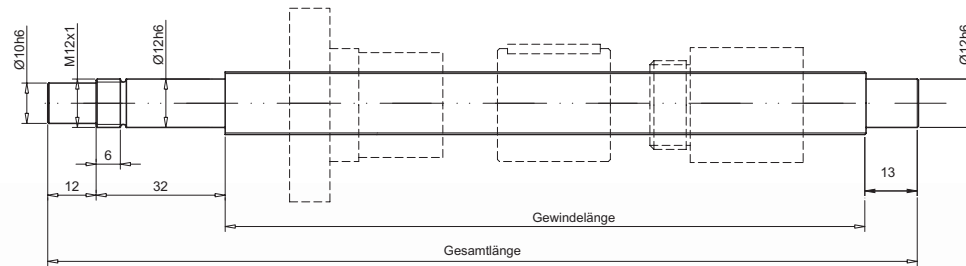 Ø10h6
M12x1
Ø12h6
Ø12h6
6
12
32
13
Gewindelänge
Gesamtlänge